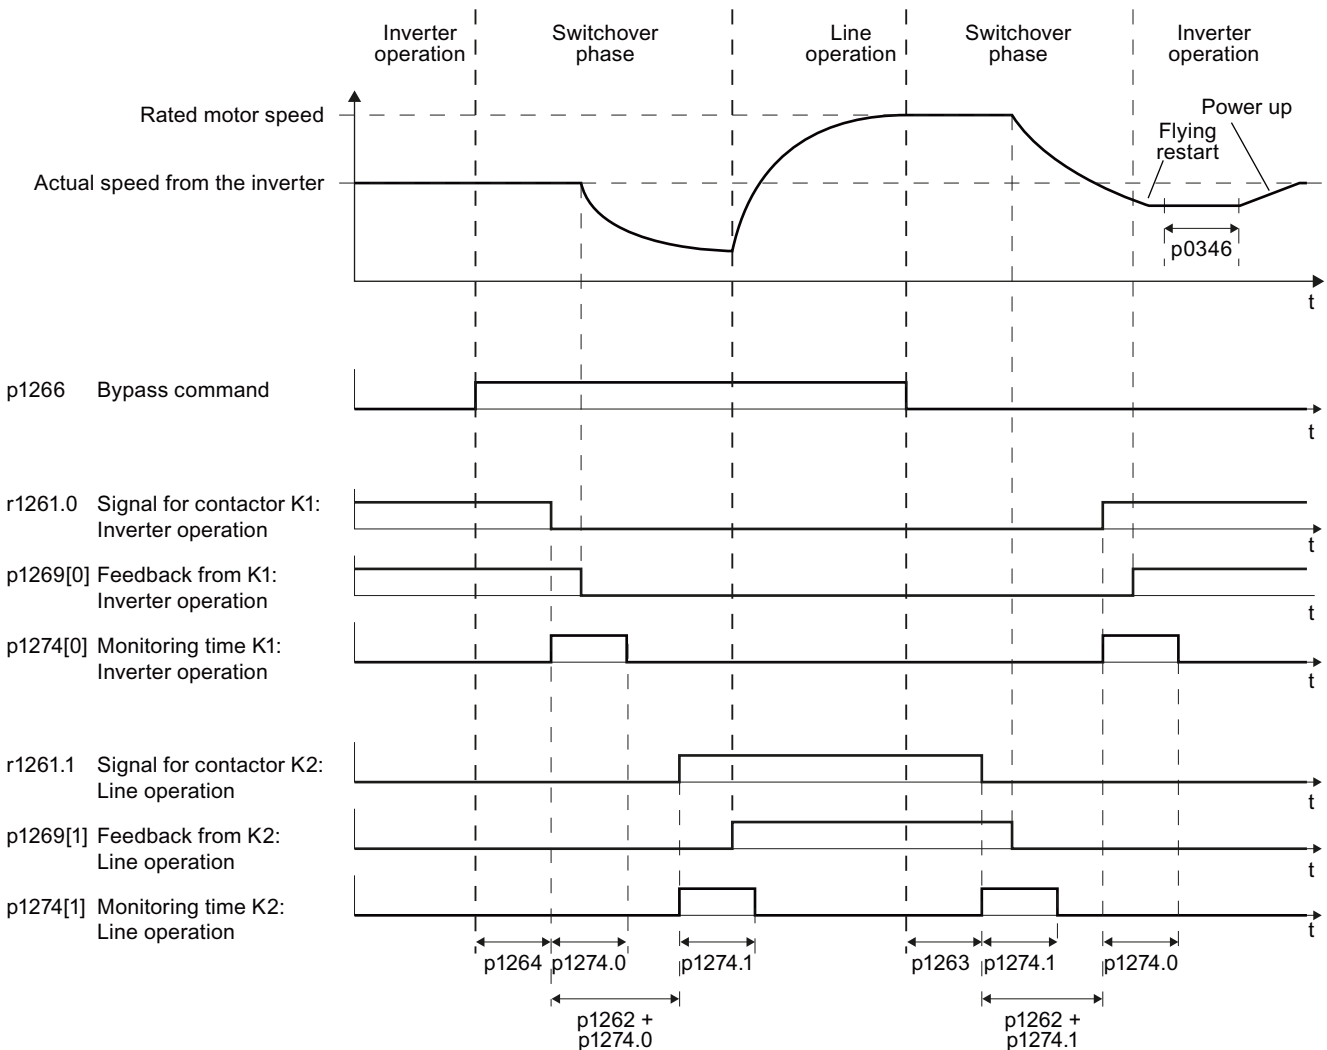 Inverter operation
Switchover phase
Line operation
Switchover phase
Inverter operation
Rated motor speed
Power up
Flying restart
Actual speed from the inverter
p0346
t
p1266 Bypass command
t
r1261.0 Signal for contactor K1:
Inverter operation
t
p1269[0] Feedback from K1:
Inverter operation
t
p1274[0] Monitoring time K1:
Inverter operation
t
r1261.1 Signal for contactor K2:
Line operation
t
p1269[1] Feedback from K2:
Line operation
t
p1274[1] Monitoring time K2:
Line operation
t
p1264 p1274.0 p1274.1 p1263 p1274.1 p1274.0
p1262 +
p1274.0
p1262 +
p1274.1